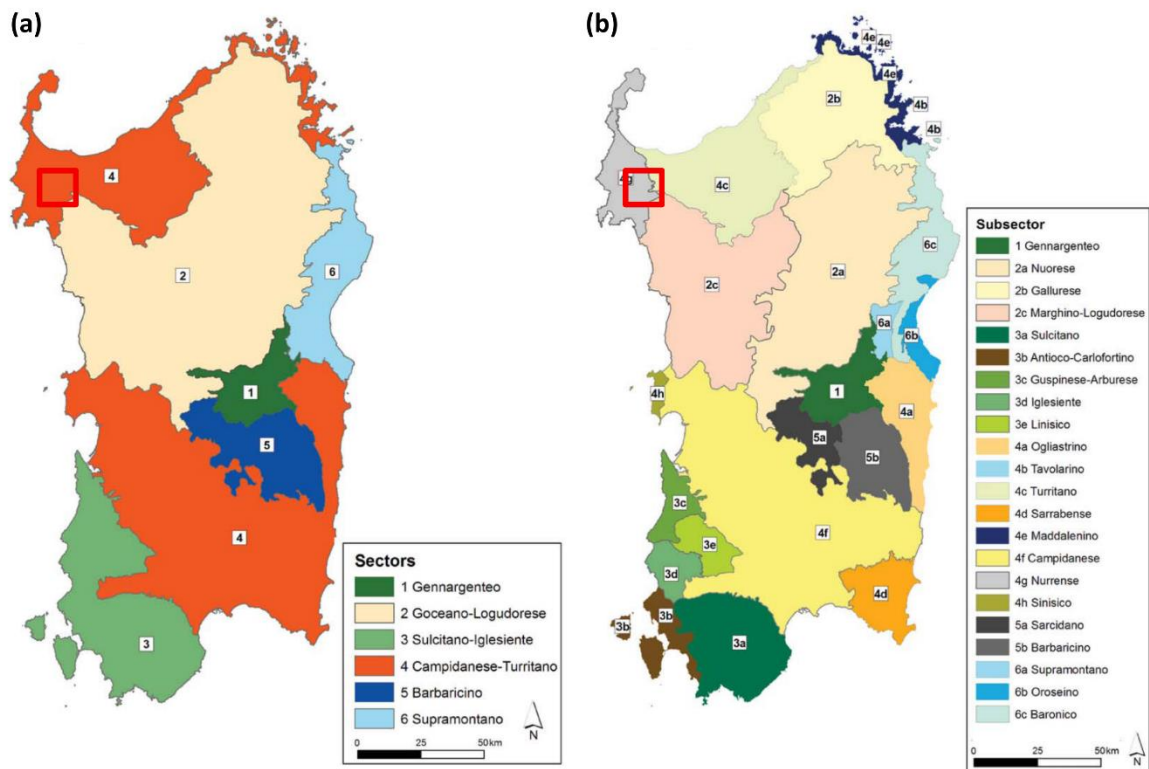 (a)
4
2
6
1
5
4
3
Sectors
1 Gennargenteo
2 Goceano-Logudorese
3 Sulcitano-Iglesiente
4 Campidanese-Turritano
5 Barbaricino
6 Supramontano
0 25 50km
N
(b)
4e
4e
4e
2b
4b
4b
4g
4c
6c
2a
2c
6a
6b
1
4h
4a
5a
5b
3c
4f
3e
3d
4d
3b
3b
3a
Subsector
1 Gennargenteo
2a Nuorese
2b Gallurese
2c Marghino-Logudorese
3a Sulcitano
3b Antioco-Carlofortino
3c Guspinese-Arburese
3d Iglesiente
3e Linisico
4a Ogliastrino
4b Tavolarino
4c Turritano
4d Sarrabense
4e Maddalenino
4f Campidanese
4g Nurrense
4h Sinisico
5a Sarcidano
5b Barbaricino
6a Supramontano
6b Oroseino
6c Baronico
0 25 50km
N